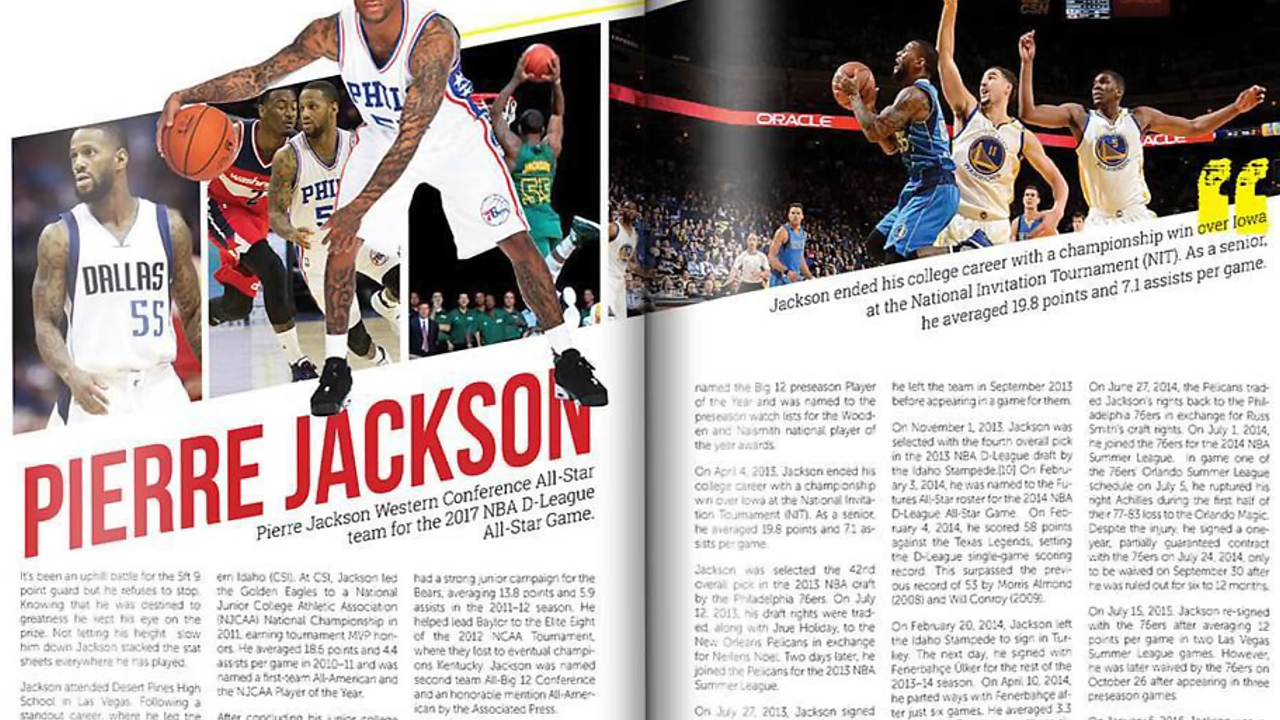 PIERRE JACKSON
Pierre Jackson Western Conference All-Star
team for the 2017 NBA D-League
All-Star Game.
DALLAS
55
washi
2
PHIL
5
PHIL
5
76
JACKSON
55
ORACLE
ORACLE
11
5
Jackson ended his college career with a championship win over Iowa
at the National Invitation Tournament (NIT). As a senior,
he averaged 19.8 points and 7.1 assists per game.
It's been an uphill battle for the 5ft 9
point guard but he refuses to stop.
Knowing that he was destined to
greatness he kept his eye on the
prize. Not letting his height slow
him down Jackson stacked the stat
sheets everywhere he has played.
Jackson attended Desert Pines High
School in Las Vegas. Following a
standout career, where he led the
ern Idaho (CSI). At CSI, Jackson led
the Golden Eagles to a National
Junior College Athletic Association
(NJCAA) National Championship in
2011, earning tournament MVP hon-
ors. He averaged 18.6 points and 4.4
assists per game in 2010-11 and was
named a first-team All-American and
the NJCAA Player of the Year.
After concluding his junior college
had a strong junior campaign for the
Bears, averaging 13.8 points and 5.9
assists in the 2011-12 season. He
helped lead Baylor to the Elite Eight
of the 2012 NCAA Tournament,
where they lost to eventual champi-
ons Kentucky. Jackson was named
second team All-Big 12 Conference
and an honorable mention All-Amer-
ican by the Associated Press.
named the Big 12 preseason Player
of the Year and was named to the
preseason watch lists for the Wood-
en and Naismith national player of
the year awards.
On April 4, 2013, Jackson ended his
college career with a championship
win over Iowa at the National Invita-
tion Tournament (NIT). As a senior,
he averaged 19.8 points and 7.1 as-
sists per game.
Jackson was selected the 42nd
overall pick in the 2013 NBA draft
by the Philadelphia 76ers. On July
12, 2013, his draft rights were trad-
ed, along with Jrue Holiday, to the
New Orleans Pelicans in exchange
for Nerlens Noel. Two days later, he
joined the Pelicans for the 2013 NBA
Summer League.
On July 27, 2013, Jackson signed
he left the team in September 2013
before appearing in a game for them.
On November 1, 2013, Jackson was
selected with the fourth overall pick
in the 2013 NBA D-League draft by
the Idaho Stampede.[10] On Febru-
ary 3, 2014, he was named to the Fu-
tures All-Star roster for the 2014 NBA
D-League All-Star Game. On Feb-
ruary 4, 2014, he scored 58 points
against the Texas Legends, setting
the D-League single-game scoring
record. This surpassed the previ-
ous record of 53 by Morris Almond
(2008) and Will Conroy (2009).
On February 20, 2014, Jackson left
the Idaho Stampede to sign in Tur-
key. The next day, he signed with
Fenerbahçe Ülker for the rest of the
2013-14 season. On April 10, 2014,
he parted ways with Fenerbahçe af-
ter just six games. He averaged 3.3
On June 27, 2014, the Pelicans trad-
ed Jackson's rights back to the Phil-
adelphia 76ers in exchange for Russ
Smith's draft rights. On July 1, 2014,
he joined the 76ers for the 2014 NBA
Summer League. In game one of
the 76ers' Orlando Summer League
schedule on July 5, he ruptured his
right Achilles during the first half of
their 77-83 loss to the Orlando Magic.
Despite the injury, he signed a one-
year, partially guaranteed contract
with the 76ers on July 24, 2014, only
to be waived on September 30 after
he was ruled out for six to 12 months.
On July 15, 2015, Jackson re-signed
with the 76ers after averaging 12
points per game in two Las Vegas
Summer League games. However,
he was later waived by the 76ers on
October 26 after appearing in three
preseason games.